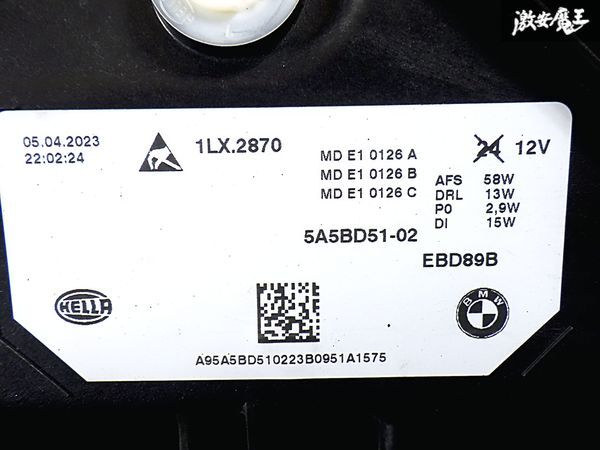 激安魔王
05.04.2023
22:02:24
1LX.2870
MD E1 0126 A
MD E1 0126 B
MD E1 0126 C
24 12V
AFS 58W
DRL 13W
PO 2,9W
DI 15W
5A5BD51-02
EBD89B
HELLA
BMW
A95A5BD510223B0951A1575